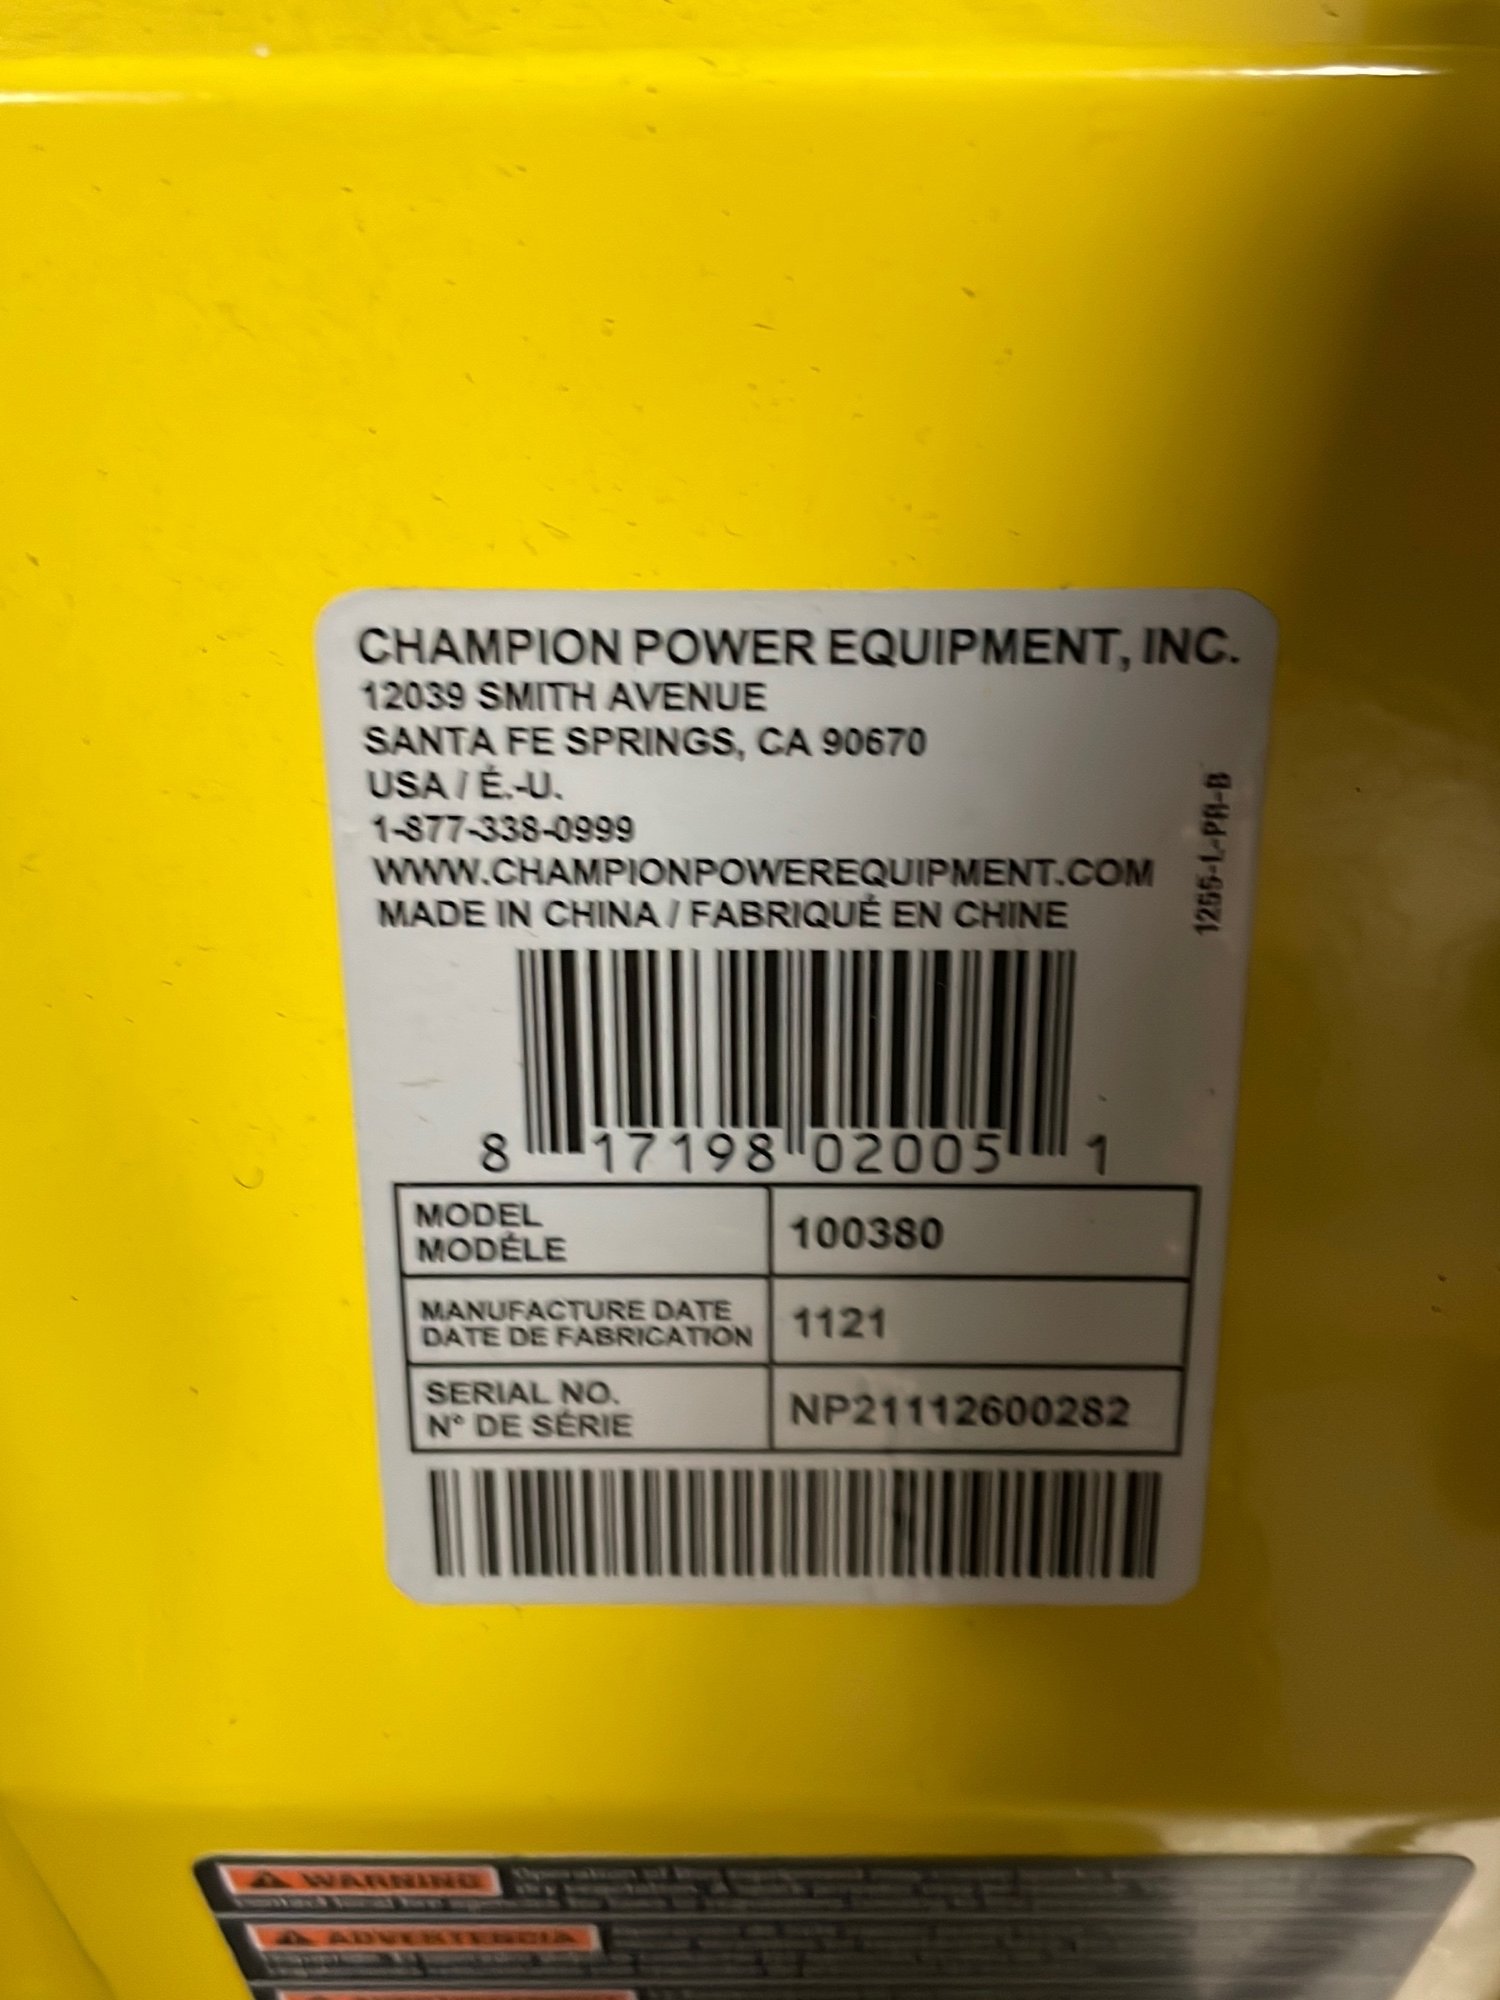 CHAMPION POWER EQUIPMENT, INC.
12039 SMITH AVENUE
SANTA FE SPRINGS, CA 90670
USA / É.-U.
1-877-338-0999
WWW.CHAMPIONPOWEREQUIPMENT.COM
MADE IN CHINA / FABRIQUÉ EN CHINE
1255-L-PR-B
8 17198 02005 1
MODEL
MODÈLE
100380
MANUFACTURE DATE
DATE DE FABRICATION
1121
SERIAL NO.
N° DE SÉRIE
NP21112600282
WARNING
ADVERTENCIA